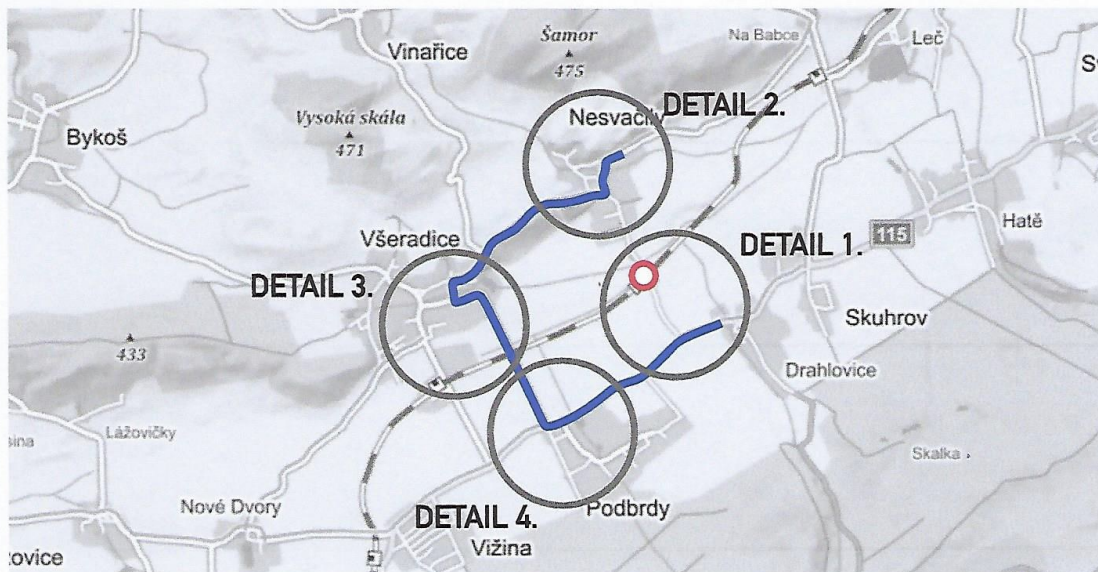 Šamor
475
Na Babce
Leč
Vinařice
Vysoká skála
471
Bykoš
Nesvačily
DETAIL 2.
Hatě
115
DETAIL 1.
Všeradice
DETAIL 3.
Skuhrov
433
Drahlovice
Lážovičky
Skalka
Nové Dvory
DETAIL 4.
Podbrdy
Vižina
ovice